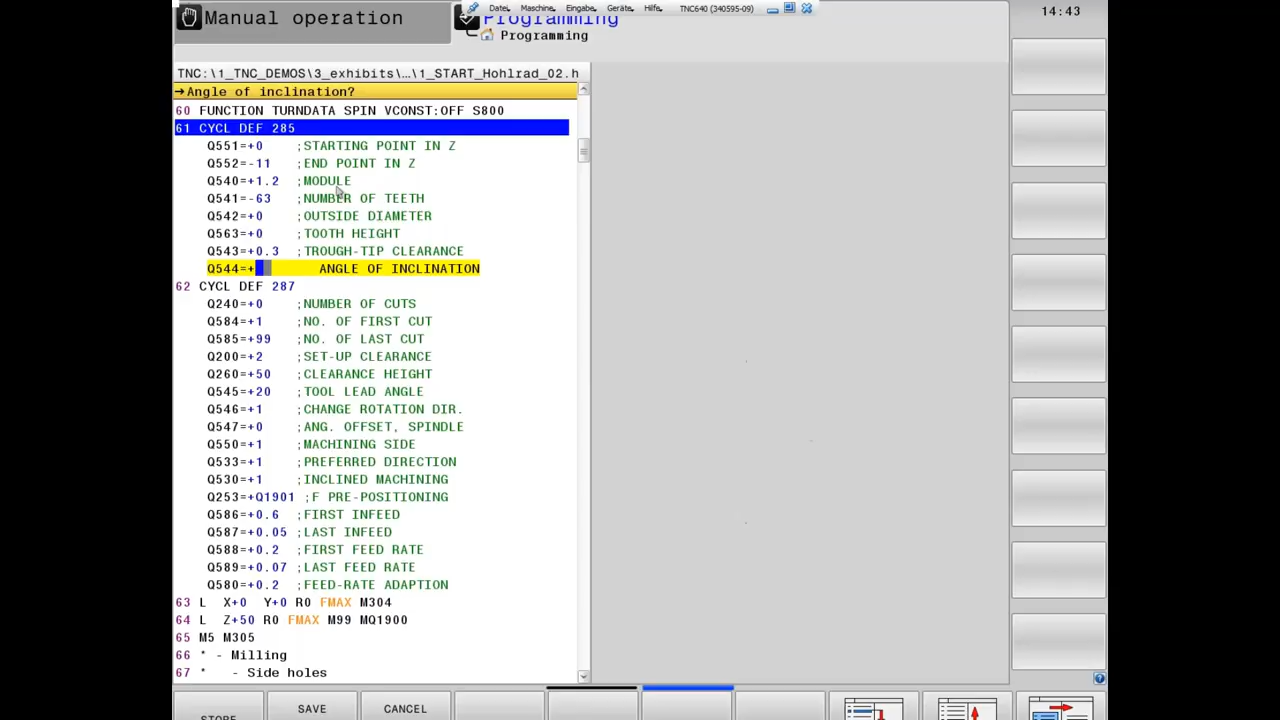 Manual operation
Datei Maschine Eingabe Geräte Hilfe TNC640 (340595-09)
Programming
Programming
14:43
TNC:\1_TNC_DEMOS\3_exhibits\...\1_START_Hohlrad_02.h
→Angle of inclination?
60 FUNCTION TURNDATA SPIN VCONST:OFF S800
61 CYCL DEF 285
Q551=+0 ;STARTING POINT IN Z
Q552=-11 ;END POINT IN Z
Q540=+1.2 ;MODULE
Q541=-63 ;NUMBER OF TEETH
Q542=+0 ;OUTSIDE DIAMETER
Q563=+0 ;TOOTH HEIGHT
Q543=+0.3 ;TROUGH-TIP CLEARANCE
Q544=+ ANGLE OF INCLINATION
62 CYCL DEF 287
Q240=+0 ;NUMBER OF CUTS
Q584=+1 ;NO. OF FIRST CUT
Q585=+99 ;NO. OF LAST CUT
Q200=+2 ;SET-UP CLEARANCE
Q260=+50 ;CLEARANCE HEIGHT
Q545=+20 ;TOOL LEAD ANGLE
Q546=+1 ;CHANGE ROTATION DIR.
Q547=+0 ;ANG. OFFSET, SPINDLE
Q550=+1 ;MACHINING SIDE
Q533=+1 ;PREFERRED DIRECTION
Q530=+1 ;INCLINED MACHINING
Q253=+Q1901 ;F PRE-POSITIONING
Q586=+0.6 ;FIRST INFEED
Q587=+0.05 ;LAST INFEED
Q588=+0.2 ;FIRST FEED RATE
Q589=+0.07 ;LAST FEED RATE
Q580=+0.2 ;FEED-RATE ADAPTION
63 L X+0 Y+0 R0 FMAX M304
64 L Z+50 R0 FMAX M99 MQ1900
65 M5 M305
66 * - Milling
67 * - Side holes
STORE
SAVE
CANCEL